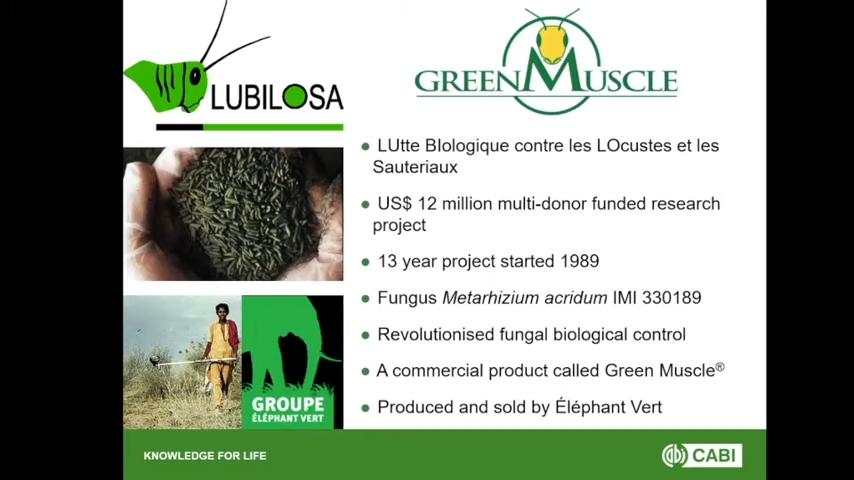 LUBILOSA
GREENMUSCLE
LUtte BIologique contre les LOcustes et les
Sauteriaux
US$ 12 million multi-donor funded research
project
13 year project started 1989
Fungus Metarhizium acridum IMI 330189
Revolutionised fungal biological control
A commercial product called Green Muscle®
Produced and sold by Éléphant Vert
GROUPE
ÉLÉPHANT VERT
KNOWLEDGE FOR LIFE
CABI